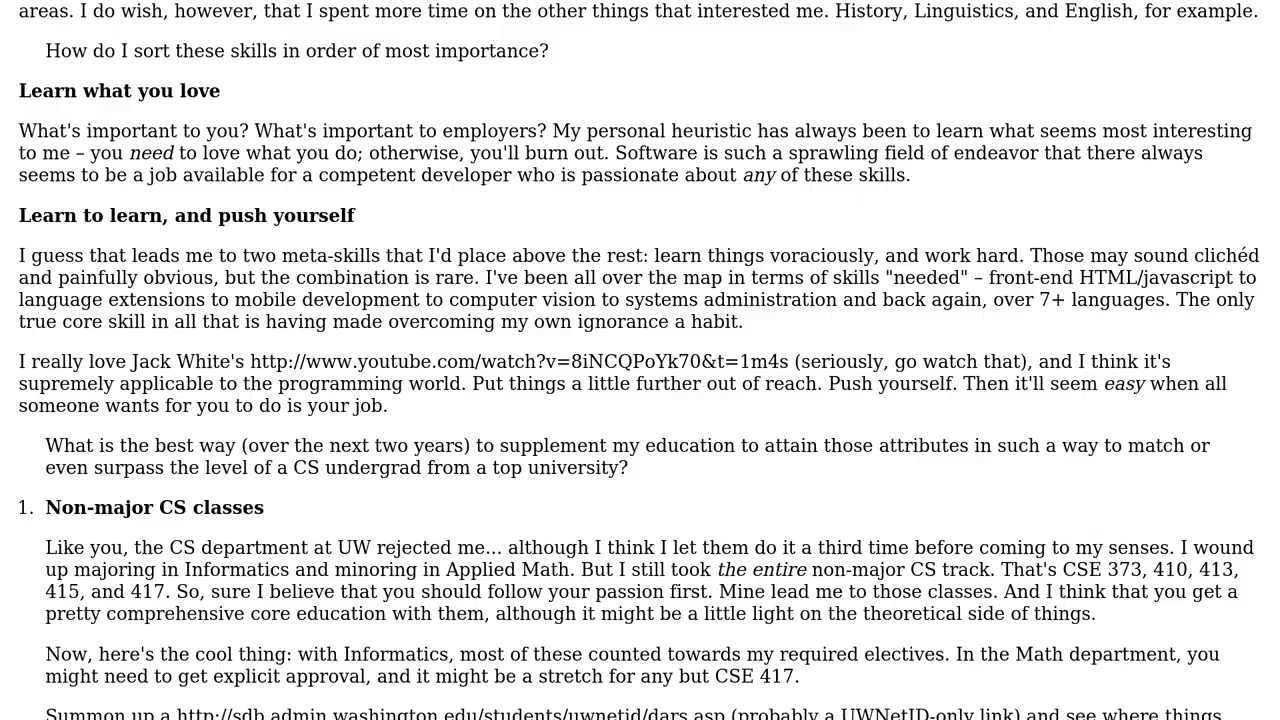 areas. I do wish, however, that I spent more time on the other things that interested me. History, Linguistics, and English, for example.
How do I sort these skills in order of most importance?
Learn what you love
What's important to you? What's important to employers? My personal heuristic has always been to learn what seems most interesting
to me – you need to love what you do; otherwise, you'll burn out. Software is such a sprawling field of endeavor that there always
seems to be a job available for a competent developer who is passionate about any of these skills.
Learn to learn, and push yourself
I guess that leads me to two meta-skills that I'd place above the rest: learn things voraciously, and work hard. Those may sound clichéd
and painfully obvious, but the combination is rare. I've been all over the map in terms of skills "needed" – front-end HTML/javascript to
language extensions to mobile development to computer vision to systems administration and back again, over 7+ languages. The only
true core skill in all that is having made overcoming my own ignorance a habit.
I really love Jack White's http://www.youtube.com/watch?v=8iNCQPoYk70&t=1m4s (seriously, go watch that), and I think it's
supremely applicable to the programming world. Put things a little further out of reach. Push yourself. Then it'll seem easy when all
someone wants for you to do is your job.
What is the best way (over the next two years) to supplement my education to attain those attributes in such a way to match or
even surpass the level of a CS undergrad from a top university?
1. Non-major CS classes
Like you, the CS department at UW rejected me... although I think I let them do it a third time before coming to my senses. I wound
up majoring in Informatics and minoring in Applied Math. But I still took the entire non-major CS track. That's CSE 373, 410, 413,
415, and 417. So, sure I believe that you should follow your passion first. Mine lead me to those classes. And I think that you get a
pretty comprehensive core education with them, although it might be a little light on the theoretical side of things.
Now, here's the cool thing: with Informatics, most of these counted towards my required electives. In the Math department, you
might need to get explicit approval, and it might be a stretch for any but CSE 417.
Summon up a http://sdb.admin.washington.edu/students/uwnetid/dars.asp (probably a UWNetID-only link) and see where things